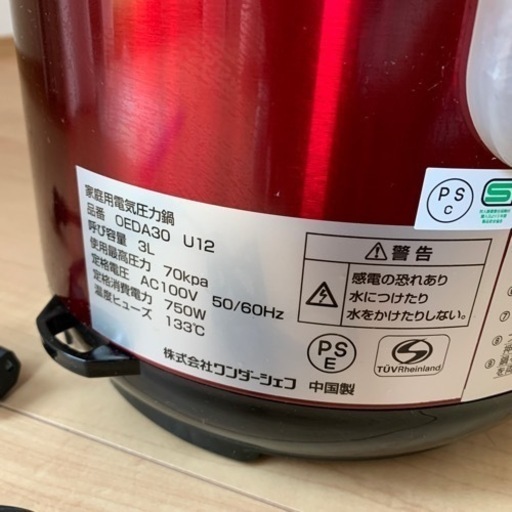 家庭用電気圧力鍋
品番 OEDA30 U12
呼び容量 3L
使用最高圧力 70kpa
定格電圧 AC100V 50/60Hz
定格消費電力 750W
温度ヒューズ 133℃
株式会社ワンダーシェフ 中国製
警告
感電の恐れあり
水につけたり
水をかけたりしない。
PS
E
TÜVRheinland
PS
C
S